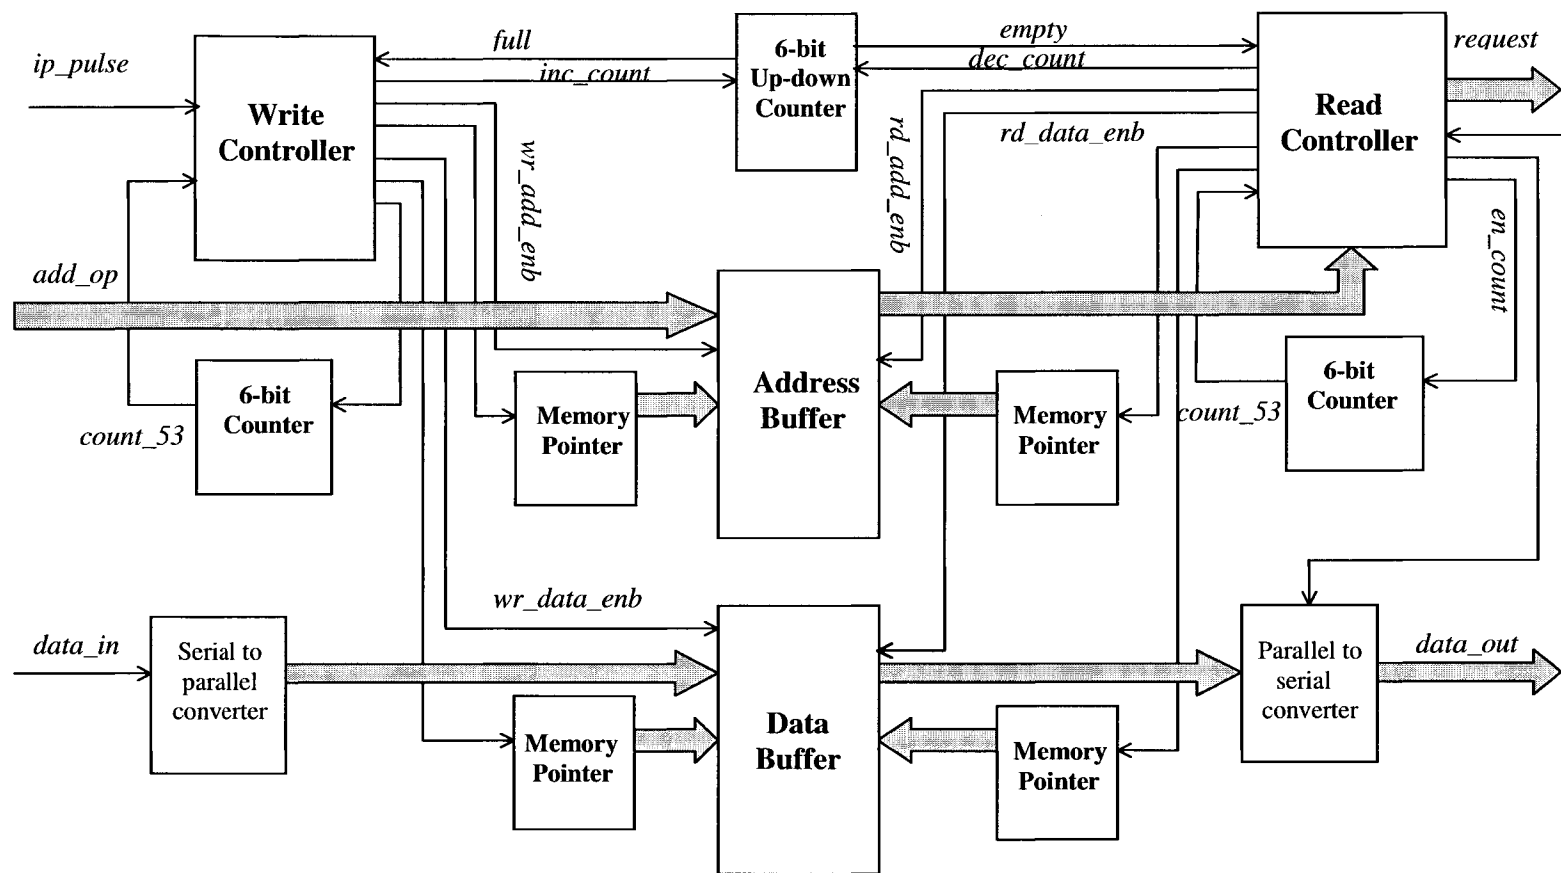 ip_pulse
Write
Controller
full
inc_count
6-bit
Up-down
Counter
empty
dec_count
Read
Controller
request
wr_add_enb
rd_add_enb
rd_data_enb
en_count
add_op
6-bit
Counter
count_53
Memory
Pointer
Address
Buffer
Memory
Pointer
count_53
6-bit
Counter
data_in
Serial to
parallel
converter
wr_data_enb
Memory
Pointer
Data
Buffer
Memory
Pointer
Parallel to
serial
converter
data_out